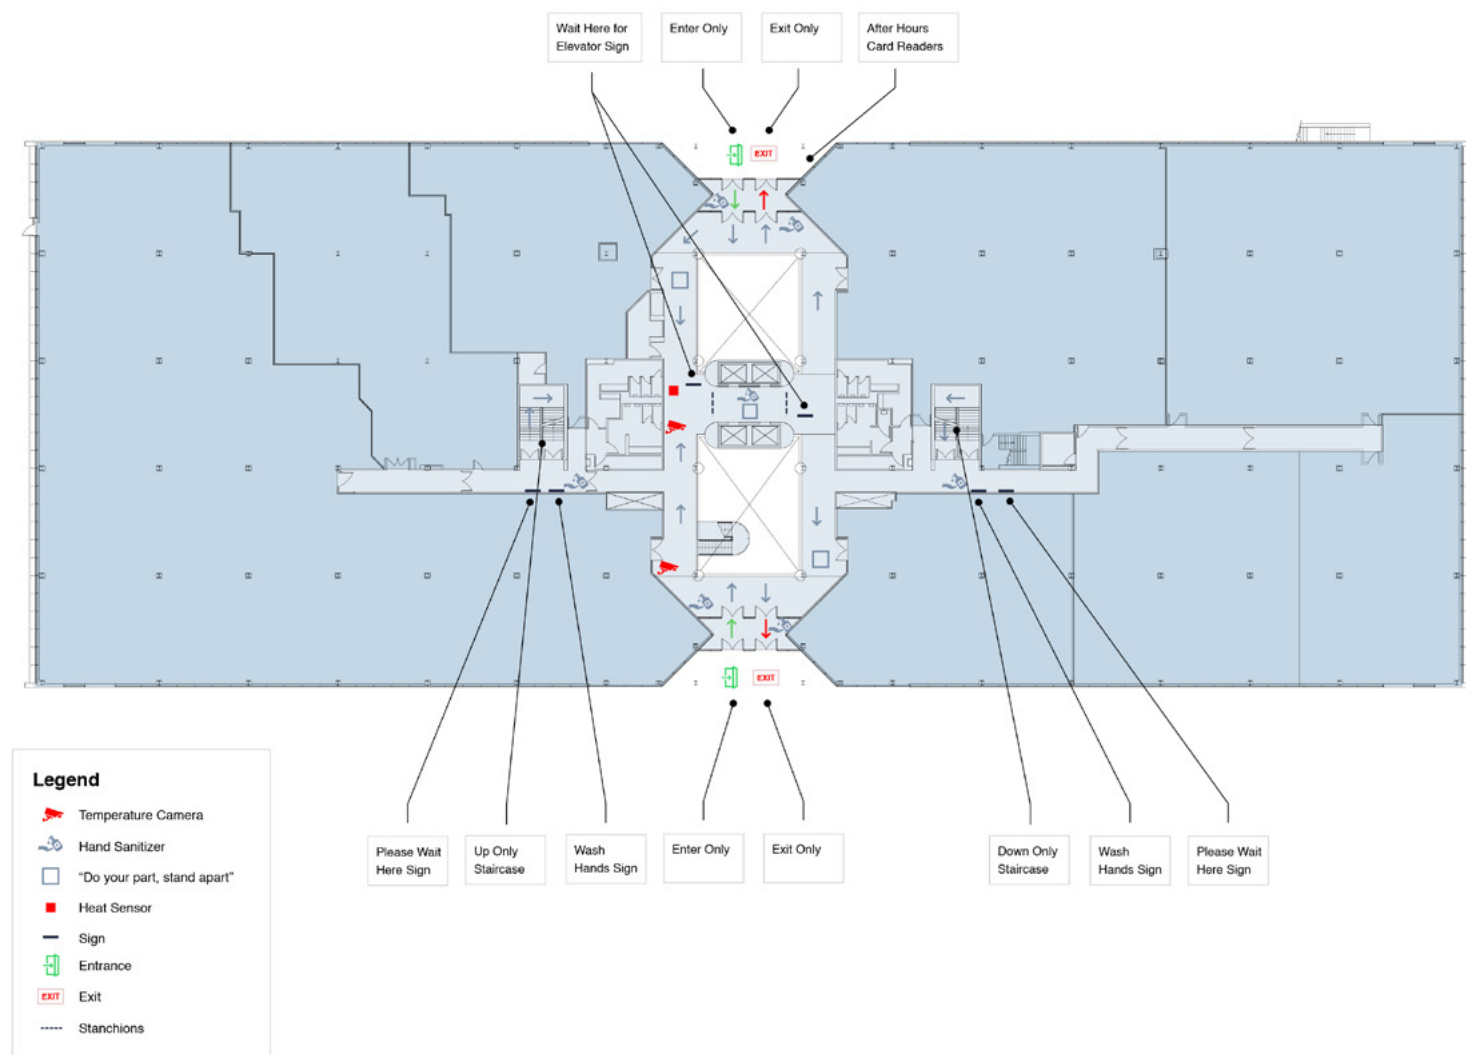 Wait Here for
Elevator Sign
Enter Only
Exit Only
After Hours
Card Readers
EXIT
EXIT
Please Wait
Here Sign
Up Only
Staircase
Wash
Hands Sign
Enter Only
Exit Only
Down Only
Staircase
Wash
Hands Sign
Please Wait
Here Sign
Legend
Temperature Camera
Hand Sanitizer
“Do your part, stand apart”
Heat Sensor
Sign
Entrance
EXIT Exit
Stanchions